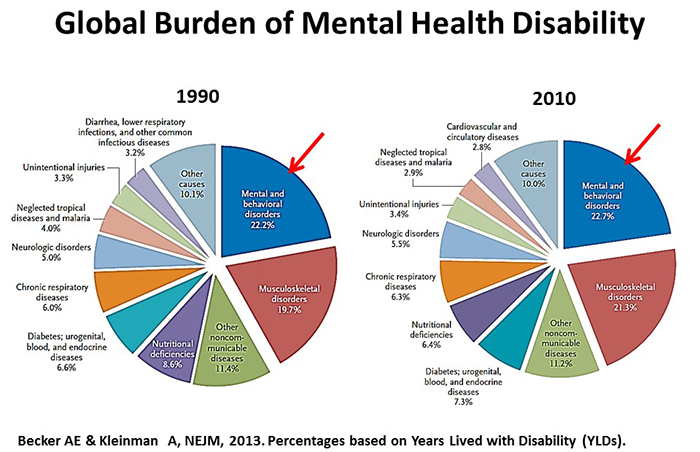 Global Burden of Mental Health Disability
1990
Diarrhea, lower respiratory
infections, and other common
infectious diseases
3.2%
Unintentional injuries
3.3%
Neglected tropical
diseases and malaria
4.0%
Neurologic disorders
5.0%
Chronic respiratory
diseases
6.0%
Diabetes; urogenital,
blood, and endocrine
diseases
6.6%
Nutritional
deficiencies
8.6%
Other
noncom-
municable
diseases
11.4%
Musculoskeletal
disorders
19.7%
Mental and
behavioral
disorders
22.2%
Other
causes
10.1%
2010
Cardiovascular and
circulatory diseases
2.8%
Neglected tropical
diseases and malaria
2.9%
Unintentional injuries
3.4%
Neurologic disorders
5.5%
Chronic respiratory
diseases
6.3%
Nutritional
deficiencies
6.4%
Diabetes; urogenital,
blood, and endocrine
diseases
7.3%
Other
noncom-
municable
diseases
11.2%
Musculoskeletal
disorders
21.3%
Mental and
behavioral
disorders
22.7%
Other
causes
10.0%
Becker AE & Kleinman A, NEJM, 2013. Percentages based on Years Lived with Disability (YLDs).